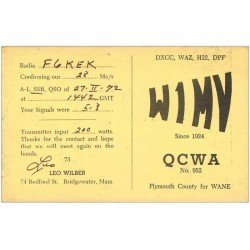 Radio F6KEK
Confirming our 28 Mc/s
A-I, SSB, QSO of 27. II - 72
at 1442 GMT
Your Signals were 5-8
Transmitter input 200 watts.
Thanks for the contact and hope
that we will meet again on the
bands.
73
Leo
LEO WILBER
74 Bedford St. Bridgewater, Mass.
DXCC, WAZ, H22, DPF
W1MV
Since 1924
QCWA
No. 952
Plymouth County for WANE